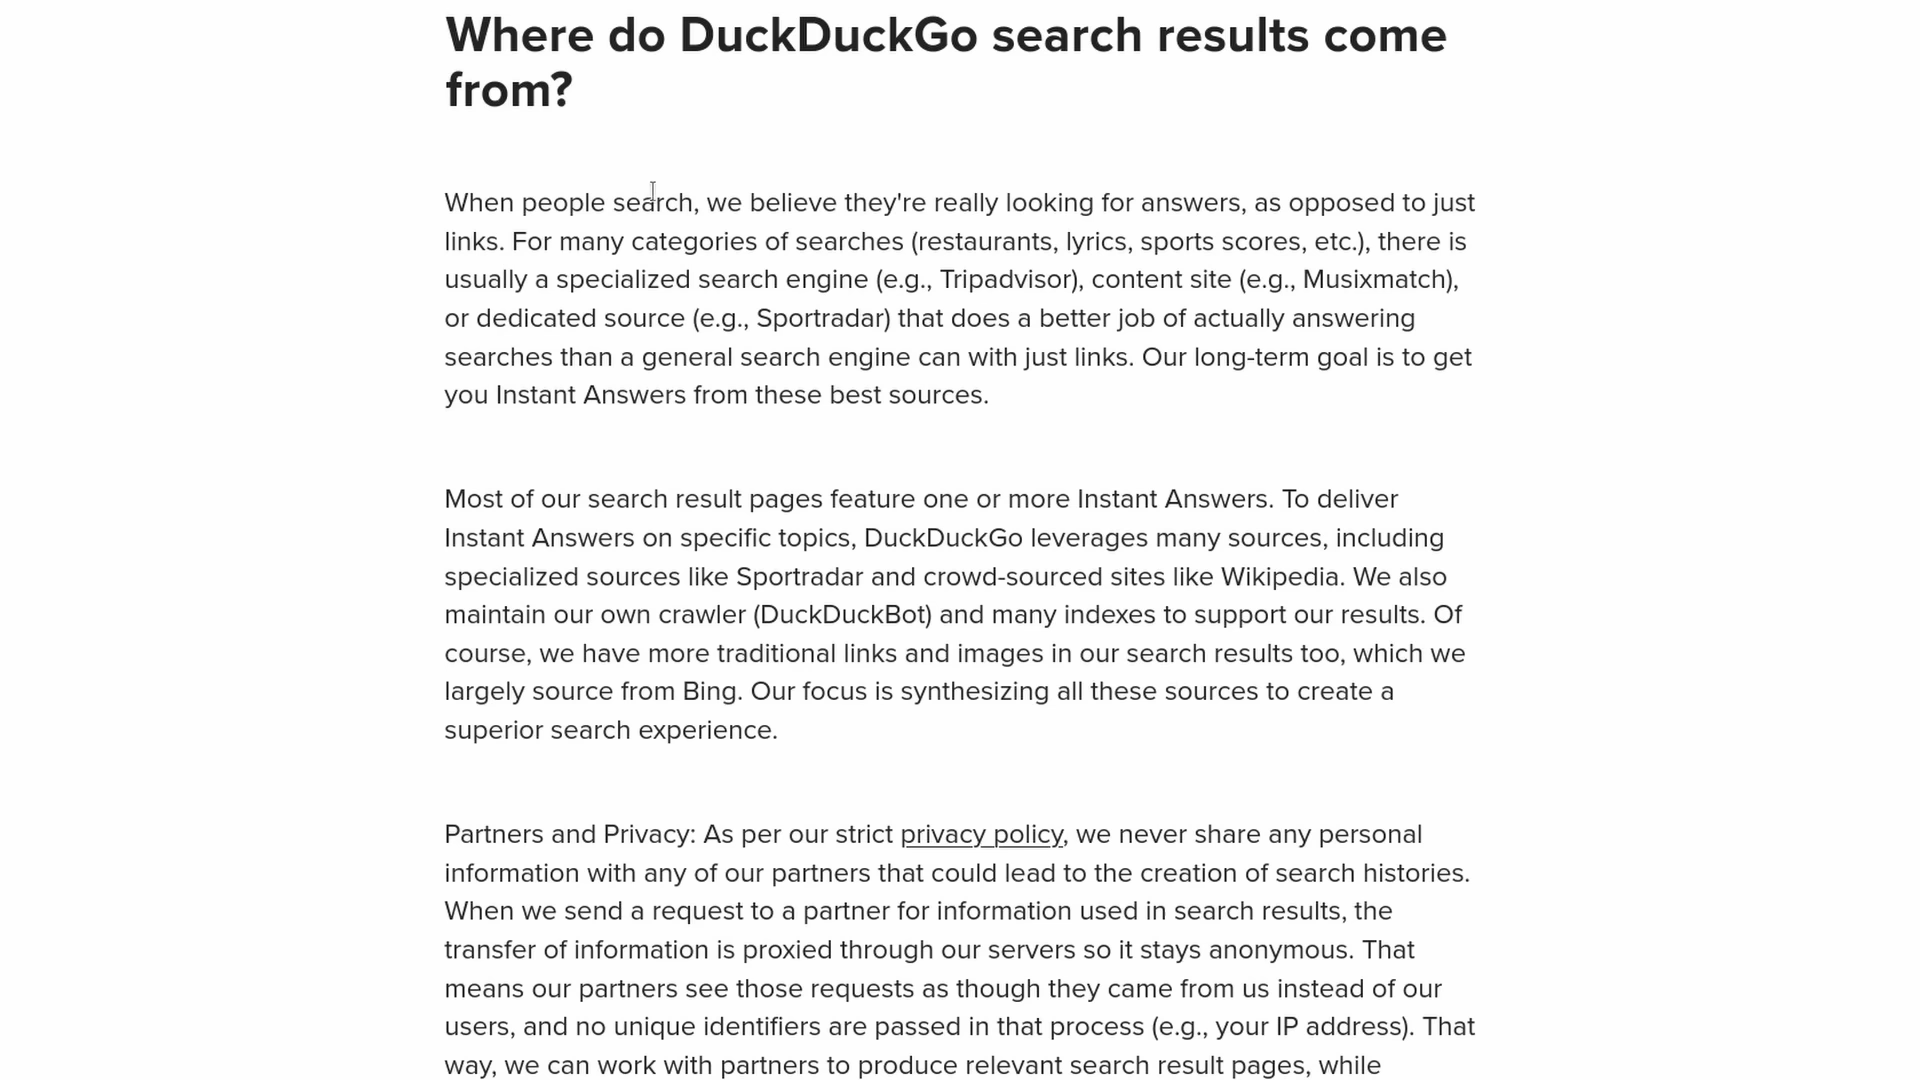 Where do DuckDuckGo search results come
from?
When people search, we believe they're really looking for answers, as opposed to just
links. For many categories of searches (restaurants, lyrics, sports scores, etc.), there is
usually a specialized search engine (e.g., Tripadvisor), content site (e.g., Musixmatch),
or dedicated source (e.g., Sportradar) that does a better job of actually answering
searches than a general search engine can with just links. Our long-term goal is to get
you Instant Answers from these best sources.
Most of our search result pages feature one or more Instant Answers. To deliver
Instant Answers on specific topics, DuckDuckGo leverages many sources, including
specialized sources like Sportradar and crowd-sourced sites like Wikipedia. We also
maintain our own crawler (DuckDuckBot) and many indexes to support our results. Of
course, we have more traditional links and images in our search results too, which we
largely source from Bing. Our focus is synthesizing all these sources to create a
superior search experience.
Partners and Privacy: As per our strict privacy policy, we never share any personal
information with any of our partners that could lead to the creation of search histories.
When we send a request to a partner for information used in search results, the
transfer of information is proxied through our servers so it stays anonymous. That
means our partners see those requests as though they came from us instead of our
users, and no unique identifiers are passed in that process (e.g., your IP address). That
way, we can work with partners to produce relevant search result pages, while